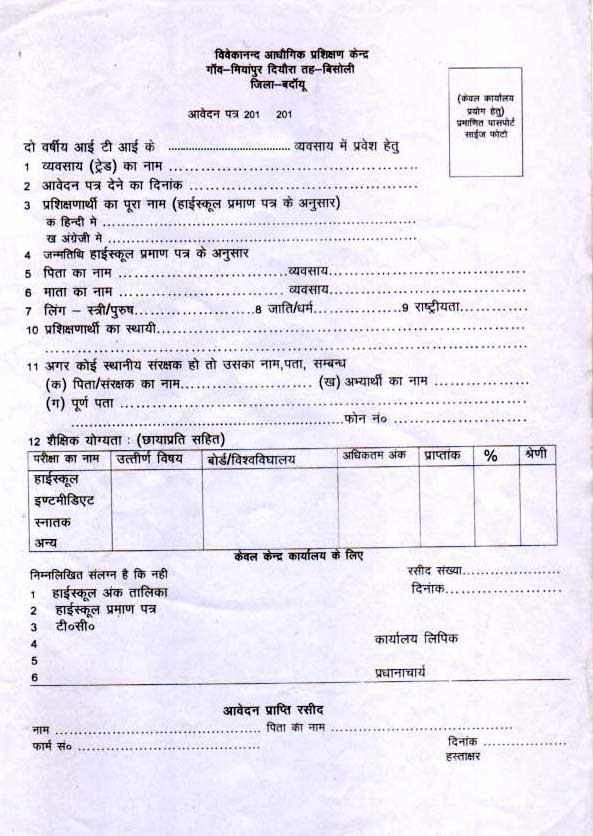 विवेकानन्द आधौगिक प्रशिक्षण केन्द्र
गॉव–मियांपुर दियौरा तह–बिसोली
जिला–बदॉयू
आवेदन पत्र 201 201
(केवल कार्यालय
प्रयोग हेतु)
प्रमाणित पासपोर्ट
साईज फोटो
दो वर्षीय आई टी आई के ........................................ व्यवसाय में प्रवेश हेतु
1 व्यवसाय (ट्रेड) का नाम ................................................
2 आवेदन पत्र देने का दिनांक ............................................
3 प्रशिक्षणार्थी का पूरा नाम (हाईस्कूल प्रमाण पत्र के अनुसार)
क हिन्दी मे ................................................................
ख अंग्रेजी मे ................................................................
4 जन्मतिथि हाईस्कूल प्रमाण पत्र के अनुसार
5 पिता का नाम ...................................व्यवसाय........................................
6 माता का नाम ................................... व्यवसाय........................................
7 लिंग – स्त्री/पुरुष.........................8 जाति/धर्म...................9 राष्ट्रीयता..............
10 प्रशिक्षणार्थी का स्थायी...........................................................................
................................................................................................
11 अगर कोई स्थानीय संरक्षक हो तो उसका नाम,पता, सम्बन्ध
(क) पिता/संरक्षक का नाम...................... (ख) अभ्यार्थी का नाम ....................
(ग) पूर्ण पता ................................................................................
.......................................................फोन नं० ...........................
12 शैक्षिक योग्यता : (छायाप्रति सहित)
परीक्षा का नाम उत्तीर्ण विषय बोर्ड/विश्वविघालय अधिकतम अंक प्राप्तांक % श्रेणी
हाईस्कूल
इण्टमीडिएट
स्नातक
अन्य
केवल केन्द्र कार्यालय के लिए
निम्नलिखित संलग्न है कि नही रसीद संख्या....................
1 हाईस्कूल अंक तालिका दिनांक........................
2 हाईस्कूल प्रमाण पत्र
3 टी०सी०
4 कार्यालय लिपिक
5
6 प्रधानाचार्य
आवेदन प्राप्ति रसीद
नाम ............................................. पिता का नाम ........................................
फार्म सं० ........................................ दिनांक ..................
हस्ताक्षर